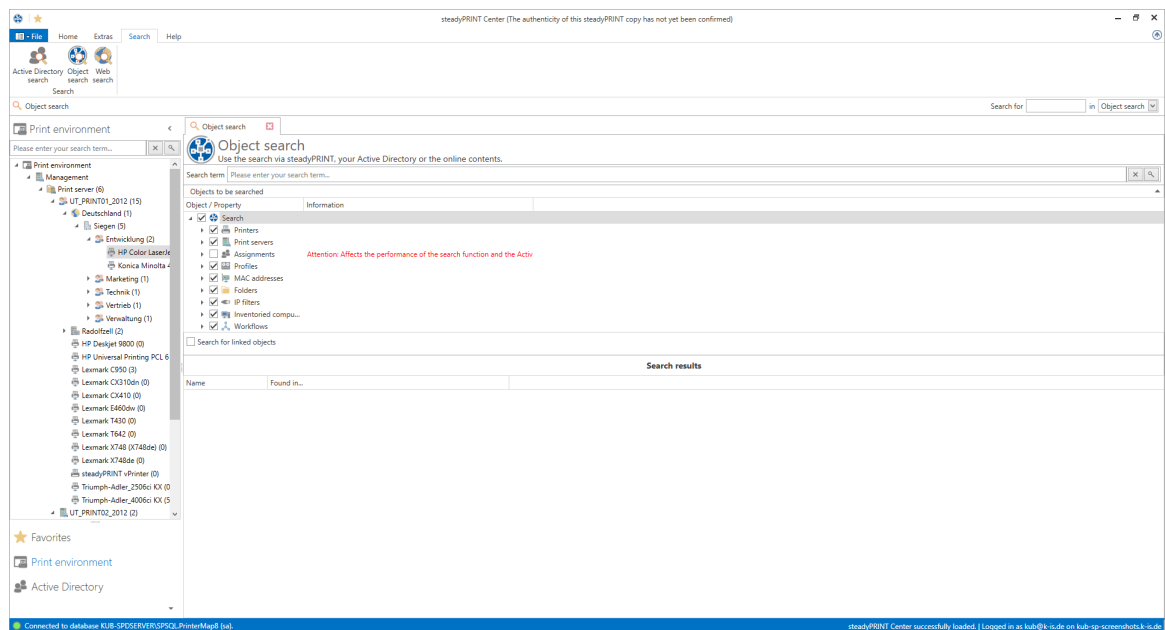 steadyPRINT Center (The authenticity of this steadyPRINT copy has not yet been confirmed)
File Home Extras Search Help
Active Directory search
Object search
Web search
Search
Object search
Search for in Object search
Print environment
Please enter your search term...
Print environment
Management
Print server (6)
UT_PRINT01_2012 (15)
Deutschland (1)
Siegen (5)
Entwicklung (2)
HP Color LaserJe
Konica Minolta 4
Marketing (1)
Technik (1)
Vertrieb (1)
Verwaltung (1)
Radolfzell (2)
HP Deskjet 9800 (0)
HP Universal Printing PCL 6
Lexmark C950 (3)
Lexmark CX310dn (0)
Lexmark CX410 (0)
Lexmark E460dw (0)
Lexmark T430 (0)
Lexmark T642 (0)
Lexmark X748 (X748de) (0)
Lexmark X748de (0)
steadyPRINT vPrinter (0)
Triumph-Adler_2506ci KX (0
Triumph-Adler_4006ci KX (5
UT_PRINT02_2012 (2)
Favorites
Print environment
Active Directory
Object search
Object search
Use the search via steadyPRINT, your Active Directory or the online contents.
Search term Please enter your search term...
Objects to be searched
Object / Property Information
Search
Printers
Print servers
Assignments Attention: Affects the performance of the search function and the Activ
Profiles
MAC addresses
Folders
IP filters
Inventoried compu...
Workflows
Search for linked objects
Search results
Name Found in...
Connected to database KUB-SPDSERVER\SPSQL.PrinterMap8 (sa). steadyPRINT Center successfully loaded. | Logged in as kub@k-is.de on kub-sp-screenshots.k-is.de